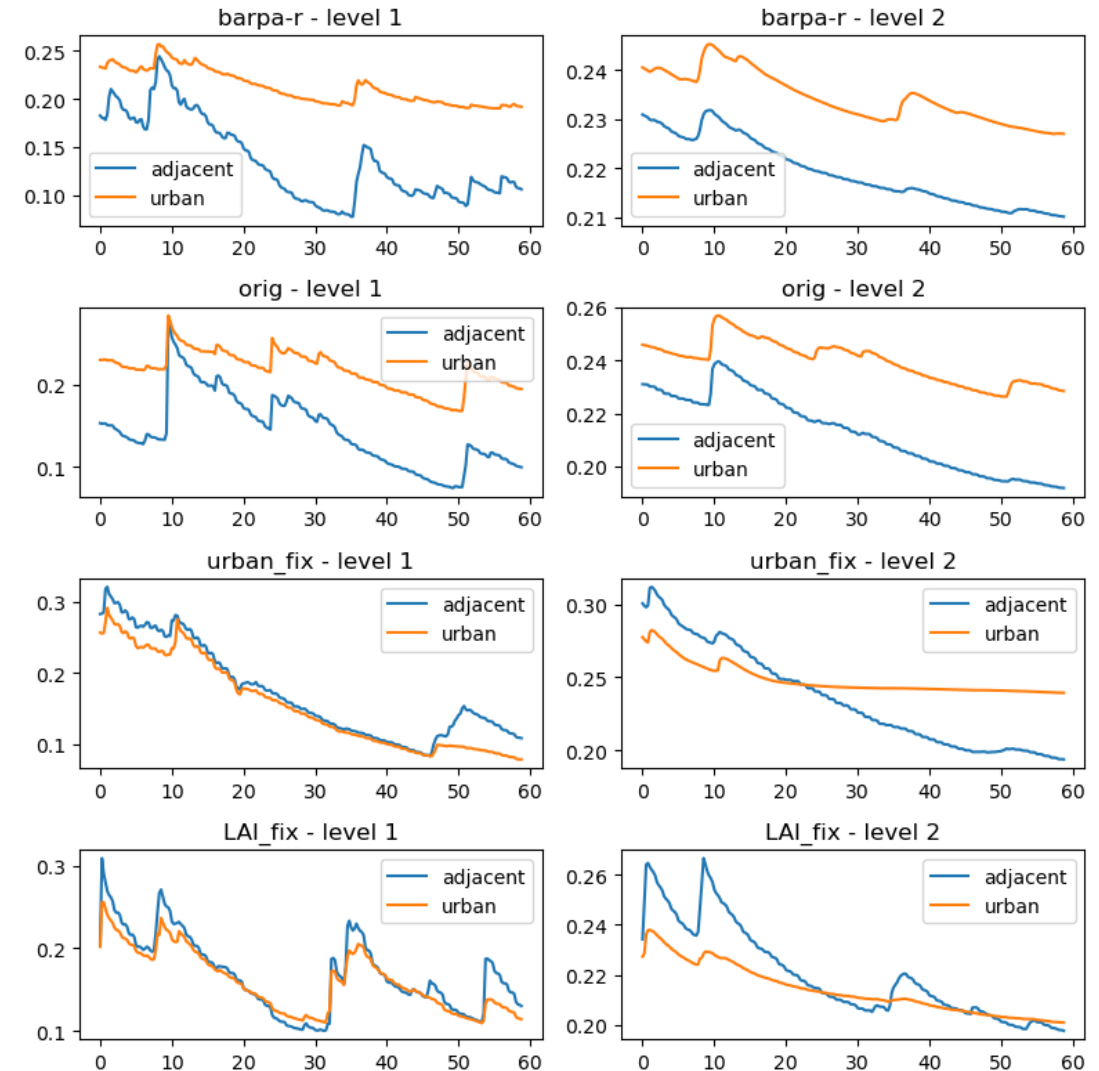 barpa-r - level 1
0.25
0.20
0.15
0.10
adjacent
urban
0 10 20 30 40 50 60
barpa-r - level 2
0.24
0.23
0.22
0.21
adjacent
urban
0 10 20 30 40 50 60
orig - level 1
0.2
0.1
adjacent
urban
0 10 20 30 40 50 60
orig - level 2
0.26
0.24
0.22
0.20
adjacent
urban
0 10 20 30 40 50 60
urban_fix - level 1
0.3
0.2
0.1
adjacent
urban
0 10 20 30 40 50 60
urban_fix - level 2
0.30
0.25
0.20
adjacent
urban
0 10 20 30 40 50 60
LAI_fix - level 1
0.3
0.2
0.1
adjacent
urban
0 10 20 30 40 50 60
LAI_fix - level 2
0.26
0.24
0.22
0.20
adjacent
urban
0 10 20 30 40 50 60